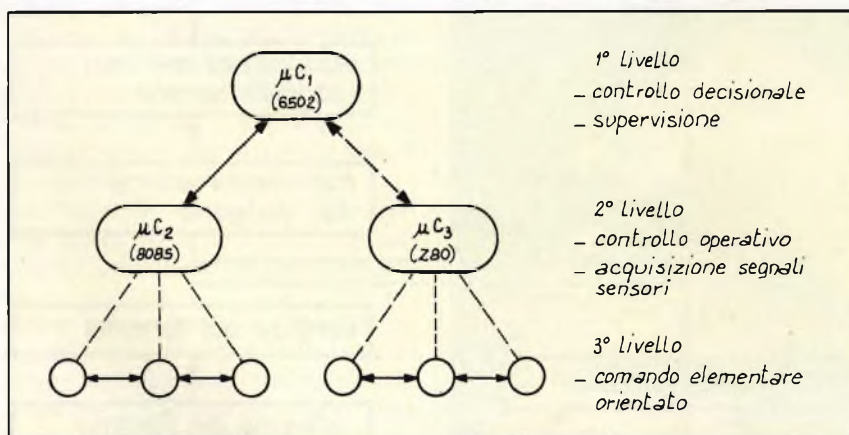 μC₁
(6502)
1° livello
_ controllo decisionale
_ supervisione
μC₂
(8085)
μC₃
(Z80)
2° livello
_ controllo operativo
_ acquisizione segnali
sensori
3° livello
_ comando elementare
orientato